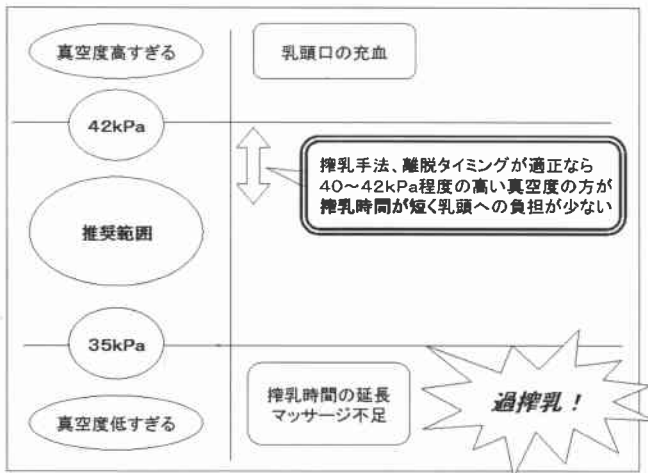 真空度高すぎる
乳頭口の充血
42kPa
搾乳手法、離脱タイミングが適正なら
40～42kPa程度の高い真空度の方が
搾乳時間が短く乳頭への負担が少ない
推奨範囲
35kPa
搾乳時間の延長
マッサージ不足
過搾乳！
真空度低すぎる